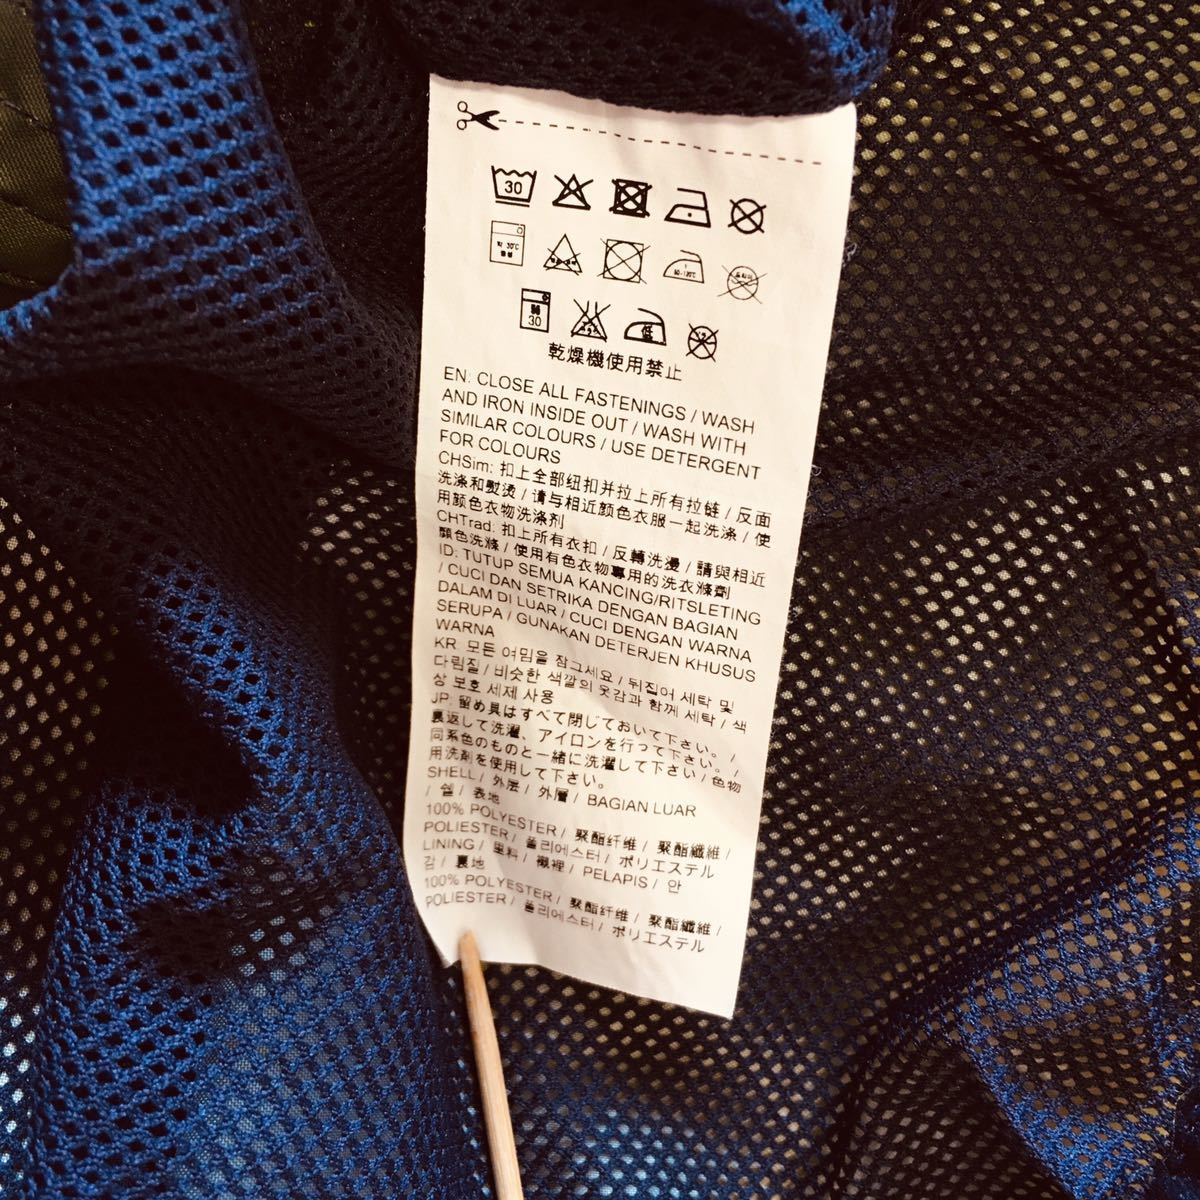 30
30℃
60-120℃
弱
30
低
乾燥機使用禁止
EN: CLOSE ALL FASTENINGS / WASH
AND IRON INSIDE OUT / WASH WITH
SIMILAR COLOURS / USE DETERGENT
FOR COLOURS
CHSim: 扣上全部纽扣并拉上所有拉链 / 反面
洗涤和熨烫 / 请与相近颜色衣服一起洗涤 / 使
用颜色衣物洗涤剂
CHTrad: 扣上所有衣扣 / 反轉洗燙 / 請與相近
顏色洗滌 / 使用有色衣物專用的洗衣滌劑
ID: TUTUP SEMUA KANCING/RITSLETING
/ CUCI DAN SETRIKA DENGAN BAGIAN
DALAM DI LUAR / CUCI DENGAN WARNA
SERUPA / GUNAKAN DETERJEN KHUSUS
WARNA
KR: 모든 여밈을 잠그세요 / 뒤집어 세탁 및
다림질 / 비슷한 색깔의 옷감과 함께 세탁 / 색
상 보호 세제 사용
JP: 留め具はすべて閉じておいて下さい。 /
裏返して洗濯、アイロンを行って下さい。 /
同系色のものと一緒に洗濯して下さい / 色物
用洗剤を使用して下さい。
SHELL / 外层 / 外層 / BAGIAN LUAR
/ 쉘 / 表地
100% POLYESTER / 聚酯纤维 / 聚酯纖維 /
POLIESTER / 폴리에스터 / ポリエステル
LINING / 里料 / 襯裡 / PELAPIS / 안
감 / 裏地
100% POLYESTER / 聚酯纤维 / 聚酯纖維 /
POLIESTER / 폴리에스터 / ポリエステル